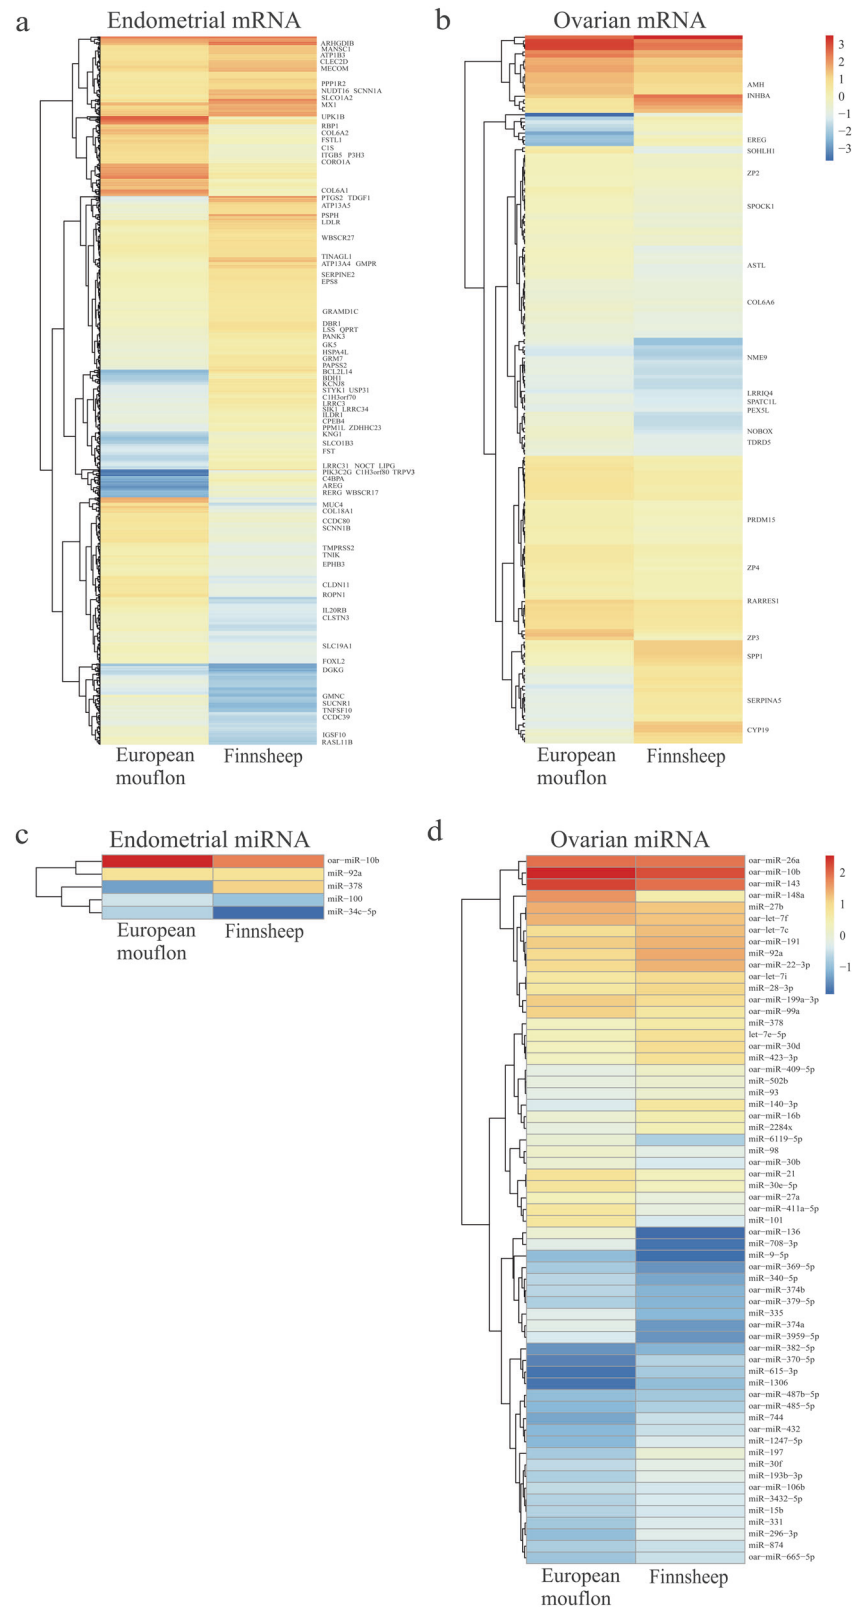 a
Endometrial mRNA
ARHGDIB
MANSC1
ATP1B3
CLEC2D
MECOM
PPP1R2
NUDT16 SCNN1A
SLCO1A2
MX1
UPK1B
RBP1
COL6A2
FSTL1
C1S
ITGB5 P3H3
CORO1A
COL6A1
PTGS2 TDGF1
ATP13A5
PSPH
LDLR
WBSCR27
TINAGL1
ATP13A4 GMPR
SERPINE2
EPS8
GRAMD1C
DBR1
LSS QPRT
PANK3
GK5
HSPA4L
GRM7
PAPSS2
BCL2L14
BDH1
KCNJ8
STYK1 USP31
C1H3orf70
LRRC3
SIK1 LRRC34
ILDR1
CPEB4
PPM1L ZDHHC23
KNG1
SLCO1B3
FST
LRRC31 NOCT LIPG
PIK3C2G C1H3orf80 TRPV3
C4BPA
AREG
RERG WBSCR17
MUC4
COL18A1
CCDC80
SCNN1B
TMPRSS2
TNIK
EPHB3
CLDN11
ROPN1
IL20RB
CLSTN3
SLC19A1
FOXL2
DGKG
GMNC
SUCNR1
TNFSF10
CCDC39
IGSF10
RASL11B
European
mouflon
Finnsheep
b
Ovarian mRNA
AMH
INHBA
EREG
SOHLH1
ZP2
SPOCK1
ASTL
COL6A6
NME9
LRRIQ4
SPATC1L
PEX5L
NOBOX
TDRD5
PRDM15
ZP4
RARRES1
ZP3
SPP1
SERPINA5
CYP19
3
2
1
0
−1
−2
−3
European
mouflon
Finnsheep
c
Endometrial miRNA
oar−miR−10b
miR−92a
miR−378
miR−100
miR−34c−5p
European
mouflon
Finnsheep
d
Ovarian miRNA
oar−miR−26a
oar−miR−10b
oar−miR−143
oar−miR−148a
miR−27b
oar−let−7f
oar−let−7c
oar−miR−191
miR−92a
oar−miR−22−3p
oar−let−7i
miR−28−3p
oar−miR−199a−3p
oar−miR−99a
miR−378
let−7e−5p
oar−miR−30d
miR−423−3p
oar−miR−409−5p
miR−502b
miR−93
miR−140−3p
oar−miR−16b
miR−2284x
miR−6119−5p
miR−98
oar−miR−30b
oar−miR−21
miR−30e−5p
oar−miR−27a
oar−miR−411a−5p
miR−101
oar−miR−136
miR−708−3p
miR−9−5p
oar−miR−369−5p
miR−340−5p
oar−miR−374b
oar−miR−379−5p
miR−335
oar−miR−374a
oar−miR−3959−5p
oar−miR−382−5p
oar−miR−370−5p
miR−615−3p
miR−1306
oar−miR−487b−5p
oar−miR−485−5p
miR−744
oar−miR−432
miR−1247−5p
miR−197
miR−30f
miR−193b−3p
oar−miR−106b
miR−3432−5p
miR−15b
miR−331
miR−296−3p
miR−874
oar−miR−665−5p
2
1
0
−1
European
mouflon
Finnsheep